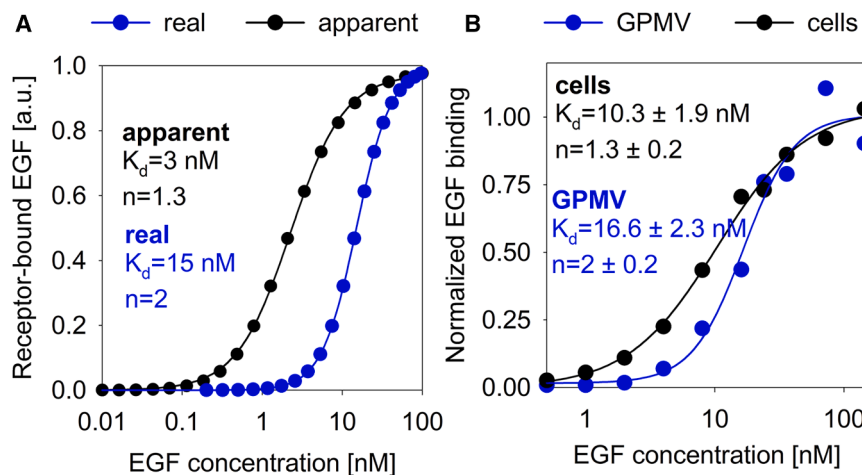 A real apparent
Receptor-bound EGF [a.u.]
1.0
0.8
0.6
0.4
0.2
0.0
apparent
Kd=3 nM
n=1.3
real
Kd=15 nM
n=2
0.01 0.1 1 10 100
EGF concentration [nM]
B GPMV cells
Normalized EGF binding
1.00
0.75
0.50
0.25
0.00
cells
Kd=10.3 ± 1.9 nM
n=1.3 ± 0.2
GPMV
Kd=16.6 ± 2.3 nM
n=2 ± 0.2
1 10 100
EGF concentration [nM]